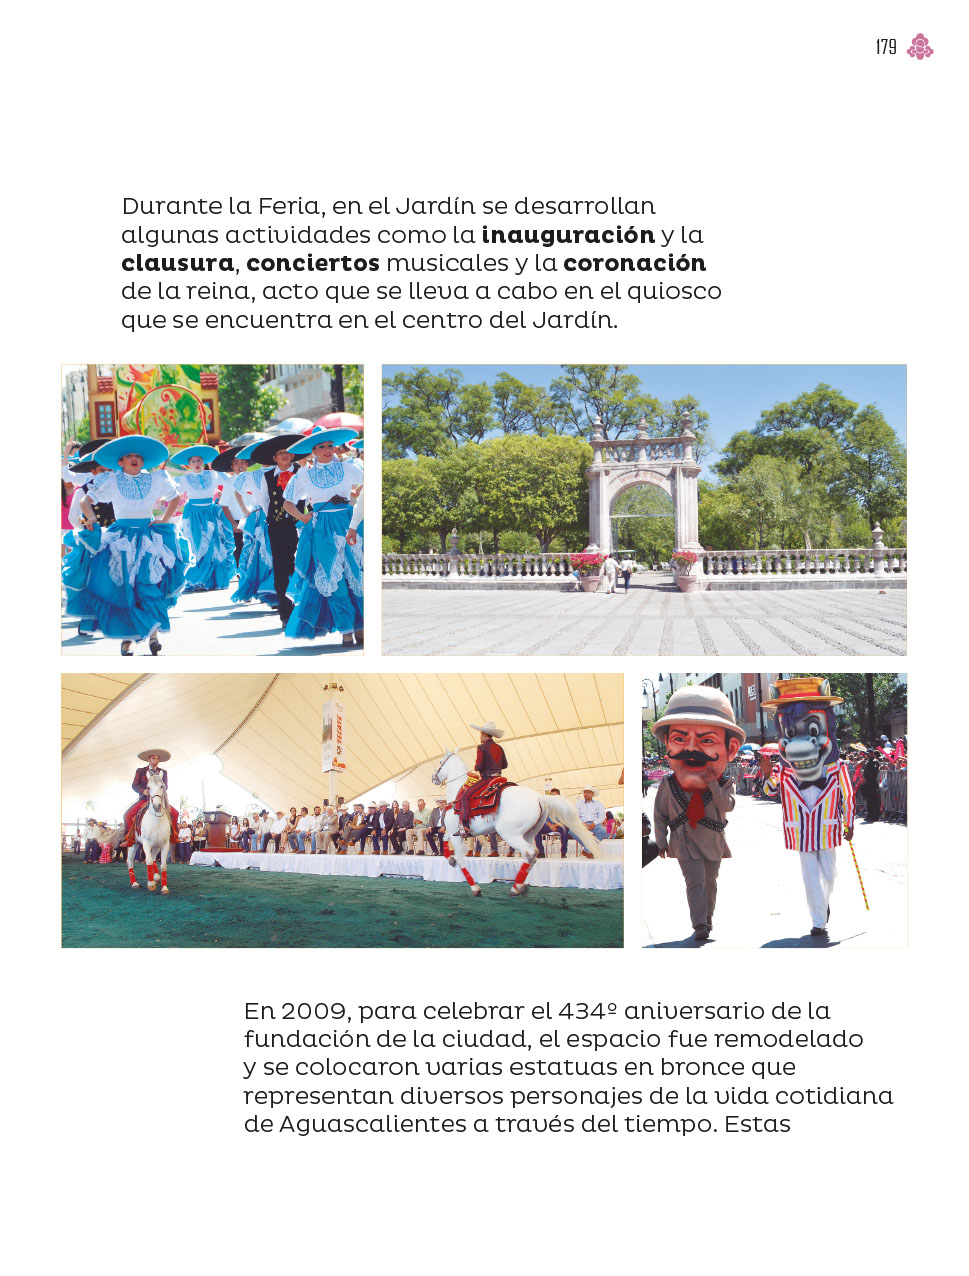 179
Durante la Feria, en el Jardín se desarrollan
algunas actividades como la inauguración y la
clausura, conciertos musicales y la coronación
de la reina, acto que se lleva a cabo en el quiosco
que se encuentra en el centro del Jardín.
TECATE
En 2009, para celebrar el 434º aniversario de la
fundación de la ciudad, el espacio fue remodelado
y se colocaron varias estatuas en bronce que
representan diversos personajes de la vida cotidiana
de Aguascalientes a través del tiempo. Estas